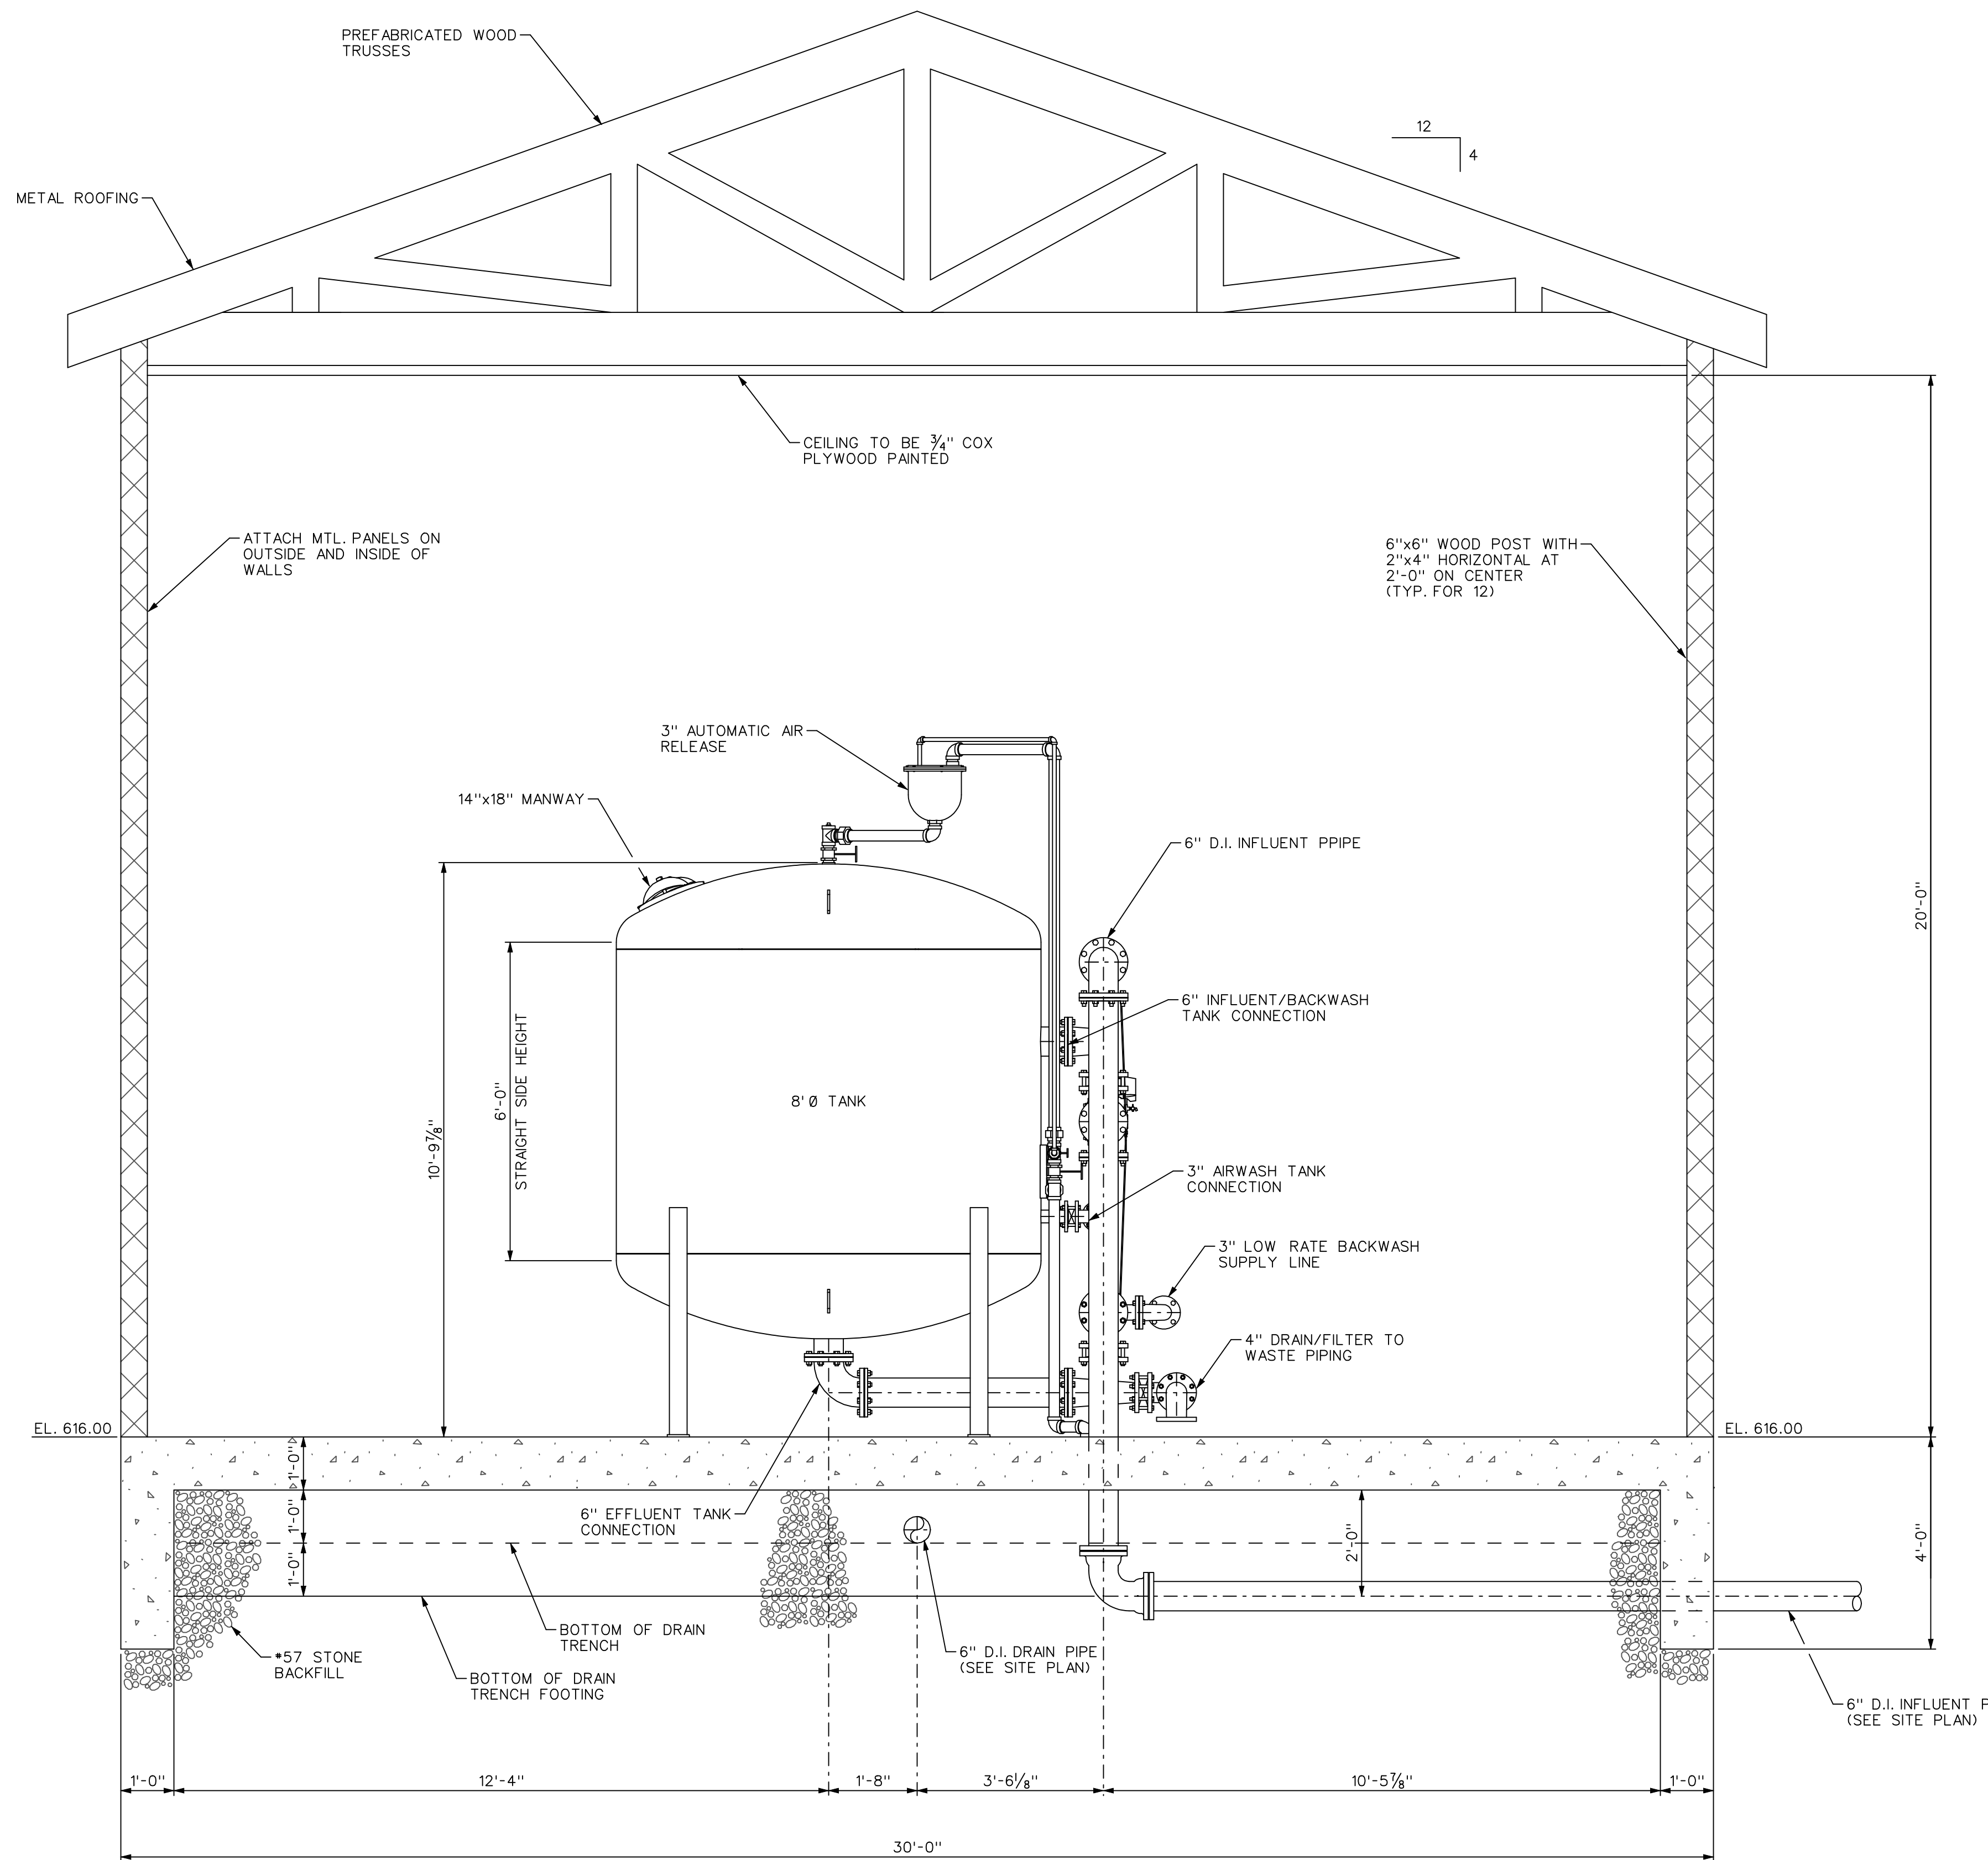 PREFABRICATED WOOD
TRUSSES
12
4
METAL ROOFING
CEILING TO BE 3/4" COX
PLYWOOD PAINTED
ATTACH MTL. PANELS ON
OUTSIDE AND INSIDE OF
WALLS
6"x6" WOOD POST WITH
2"x4" HORIZONTAL AT
2'-0" ON CENTER
(TYP. FOR 12)
3" AUTOMATIC AIR
RELEASE
14"x18" MANWAY
6" D.I. INFLUENT PPIPE
20'-0"
6" INFLUENT/BACKWASH
TANK CONNECTION
6'-0"
STRAIGHT SIDE HEIGHT
8'Ø TANK
10'-9 7/8"
3" AIRWASH TANK
CONNECTION
3" LOW RATE BACKWASH
SUPPLY LINE
4" DRAIN/FILTER TO
WASTE PIPING
EL. 616.00
EL. 616.00
1'-0"
1'-0"
1'-0"
6" EFFLUENT TANK
CONNECTION
2'-0"
4'-0"
BOTTOM OF DRAIN
TRENCH
#57 STONE
BACKFILL
BOTTOM OF DRAIN
TRENCH FOOTING
6" D.I. DRAIN PIPE
(SEE SITE PLAN)
6" D.I. INFLUENT P
(SEE SITE PLAN)
1'-0"
12'-4"
1'-8"
3'-6 1/8"
10'-5 7/8"
1'-0"
30'-0"